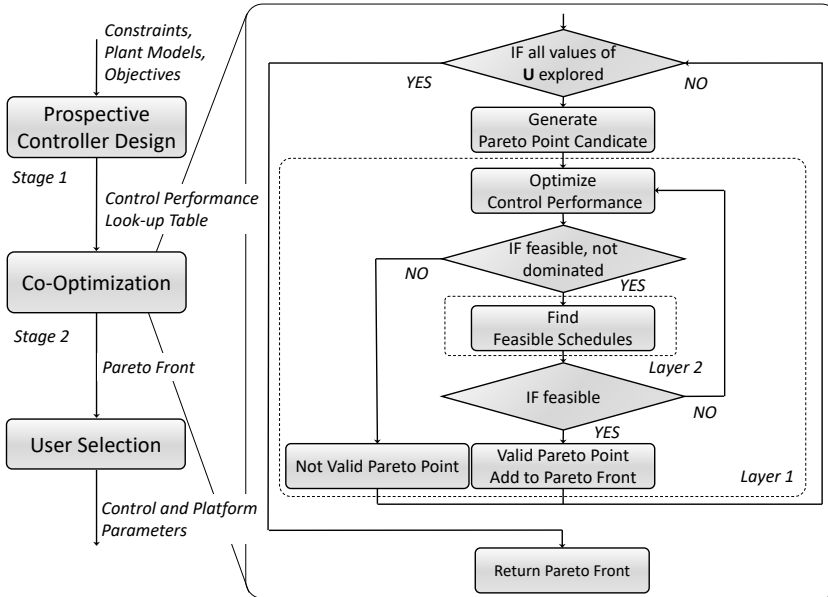 Constraints,
Plant Models,
Objectives
Prospective
Controller Design
Stage 1
Control Performance
Look-up Table
Co-Optimization
Stage 2
Pareto Front
User Selection
Control and Platform
Parameters
IF all values of
U explored
YES
NO
Generate
Pareto Point Candicate
Optimize
Control Performance
IF feasible, not
dominated
NO
YES
Find
Feasible Schedules
Layer 2
IF feasible
NO
YES
Not Valid Pareto Point
Valid Pareto Point
Add to Pareto Front
Layer 1
Return Pareto Front